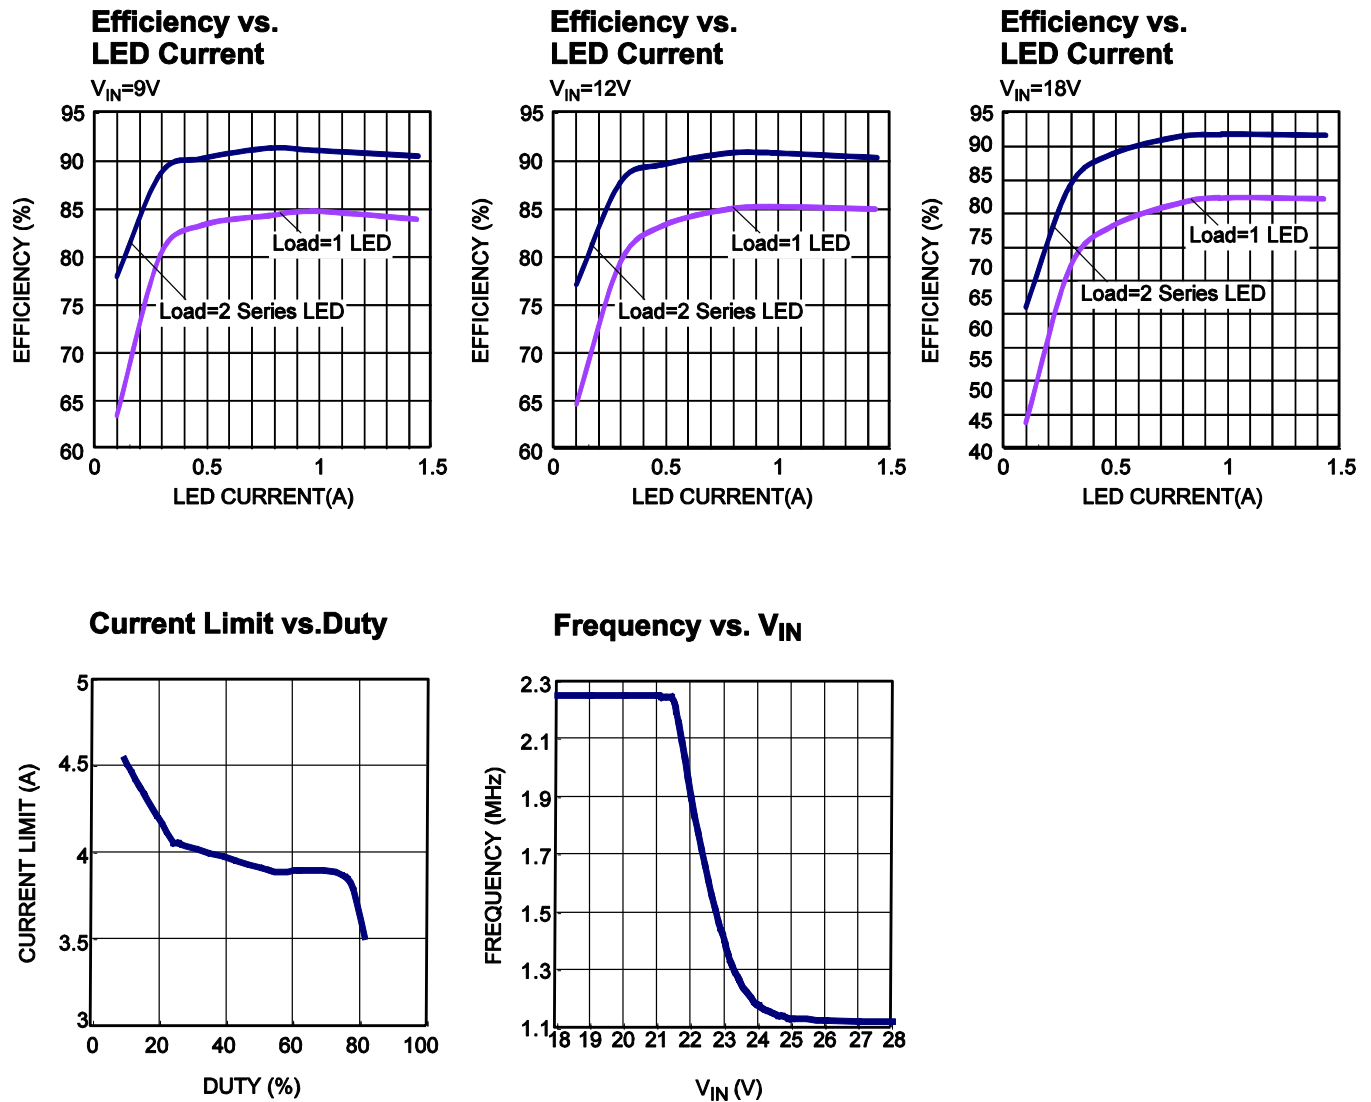 Efficiency vs.
LED Current
VIN=9V
95
90
85
80
75
70
65
60
0
0.5
1
1.5
EFFICIENCY (%)
LED CURRENT(A)
Load=1 LED
Load=2 Series LED
Efficiency vs.
LED Current
VIN=12V
95
90
85
80
75
70
65
60
0
0.5
1
1.5
EFFICIENCY (%)
LED CURRENT(A)
Load=1 LED
Load=2 Series LED
Efficiency vs.
LED Current
VIN=18V
95
90
85
80
75
70
65
60
55
50
45
40
0
0.5
1
1.5
EFFICIENCY (%)
LED CURRENT(A)
Load=1 LED
Load=2 Series LED
Current Limit vs.Duty
5
4.5
4
3.5
3
0
20
40
60
80
100
CURRENT LIMIT (A)
DUTY (%)
Frequency vs. VIN
2.3
2.1
1.9
1.7
1.5
1.3
1.1
18
19
20
21
22
23
24
25
26
27
28
FREQUENCY (MHz)
VIN (V)